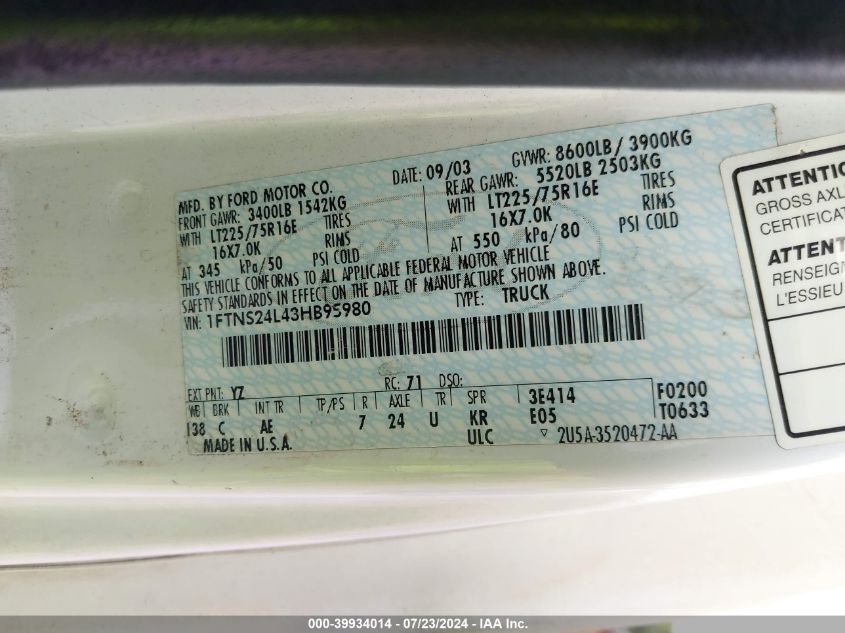 MFD. BY FORD MOTOR CO.
DATE: 09/03 GVWR: 8600LB / 3900KG
FRONT GAWR: 3400LB 1542KG
REAR GAWR: 5520LB 2503KG
WITH LT225/75R16E TIRES
WITH LT225/75R16E TIRES
16X7.0K RIMS
16X7.0K RIMS
AT 345 kPa/50 PSI COLD
AT 550 kPa/80 PSI COLD
THIS VEHICLE CONFORMS TO ALL APPLICABLE FEDERAL MOTOR VEHICLE
SAFETY STANDARDS IN EFFECT ON THE DATE OF MANUFACTURE SHOWN ABOVE.
VIN: 1FTNS24L43HB95980 TYPE: TRUCK
EXT PNT: YZ RC: 71 DSO:
WB BRK INT TR TP/PS R AXLE TR SPR 3E414 F0200
138 C AE 7 24 U KR E05 T0633
MADE IN U.S.A. ULC ▽ 2U5A-3520472-AA
ATTENTIO
GROSS AXL
CERTIFICAT
ATTENT
RENSEIGN
L'ESSIEU
000-39934014 - 07/23/2024 - IAA Inc.